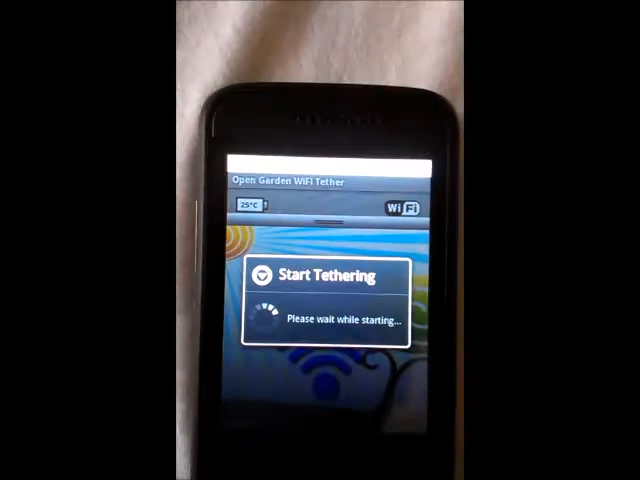 Open Garden WiFi Tether
25°C
Wi Fi
Start Tethering
Please wait while starting...